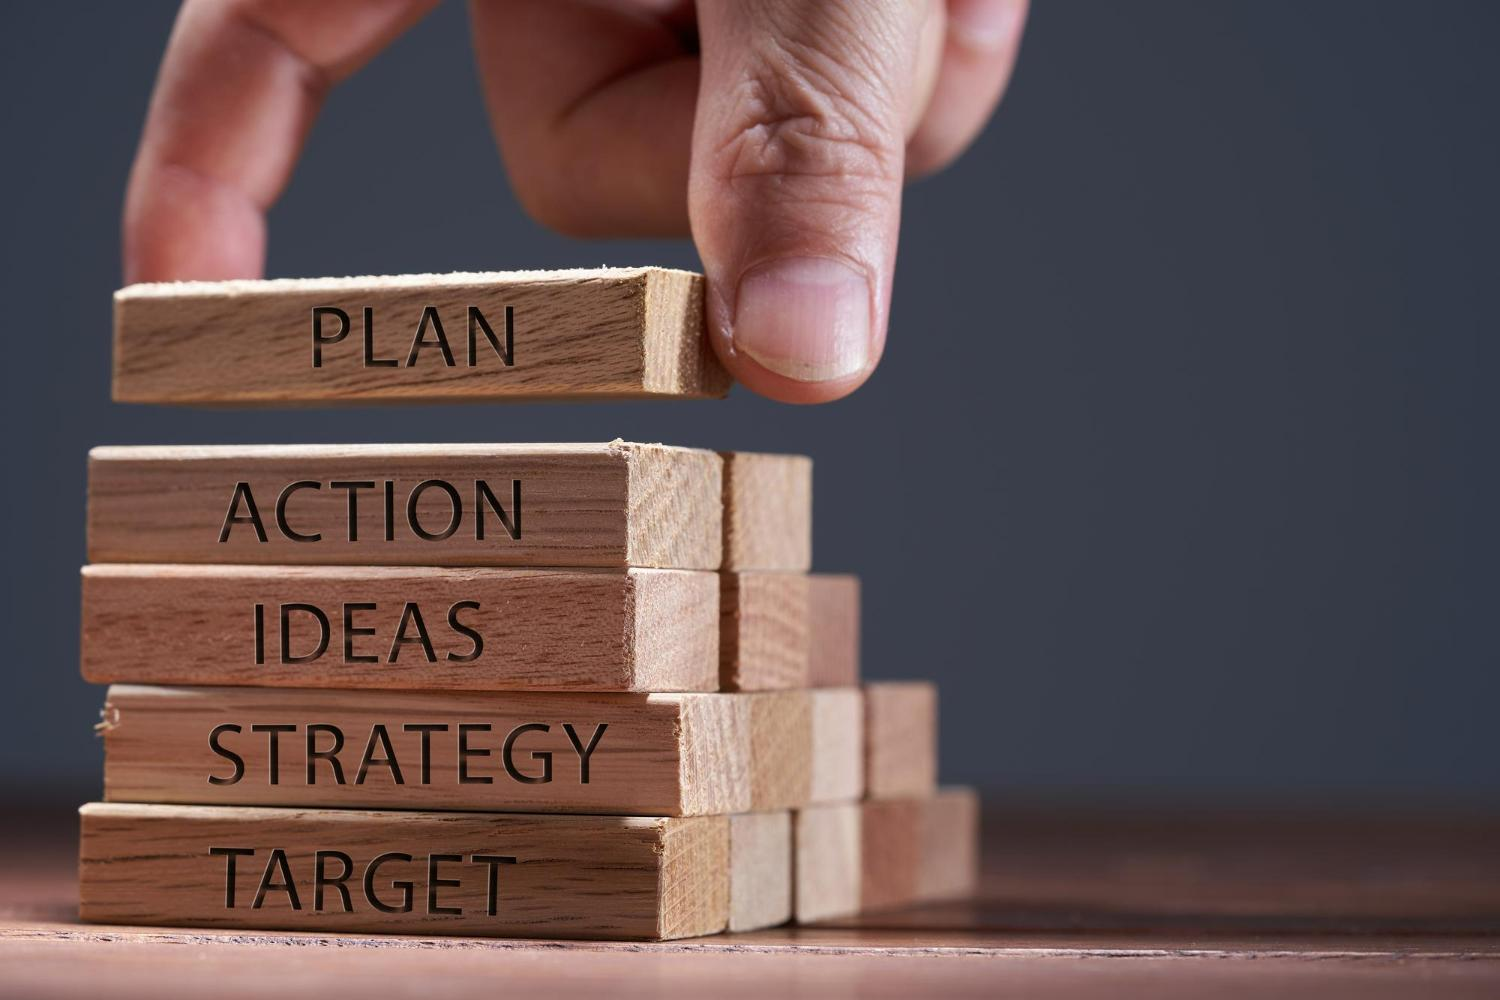 PLAN
ACTION
IDEAS
STRATEGY
TARGET